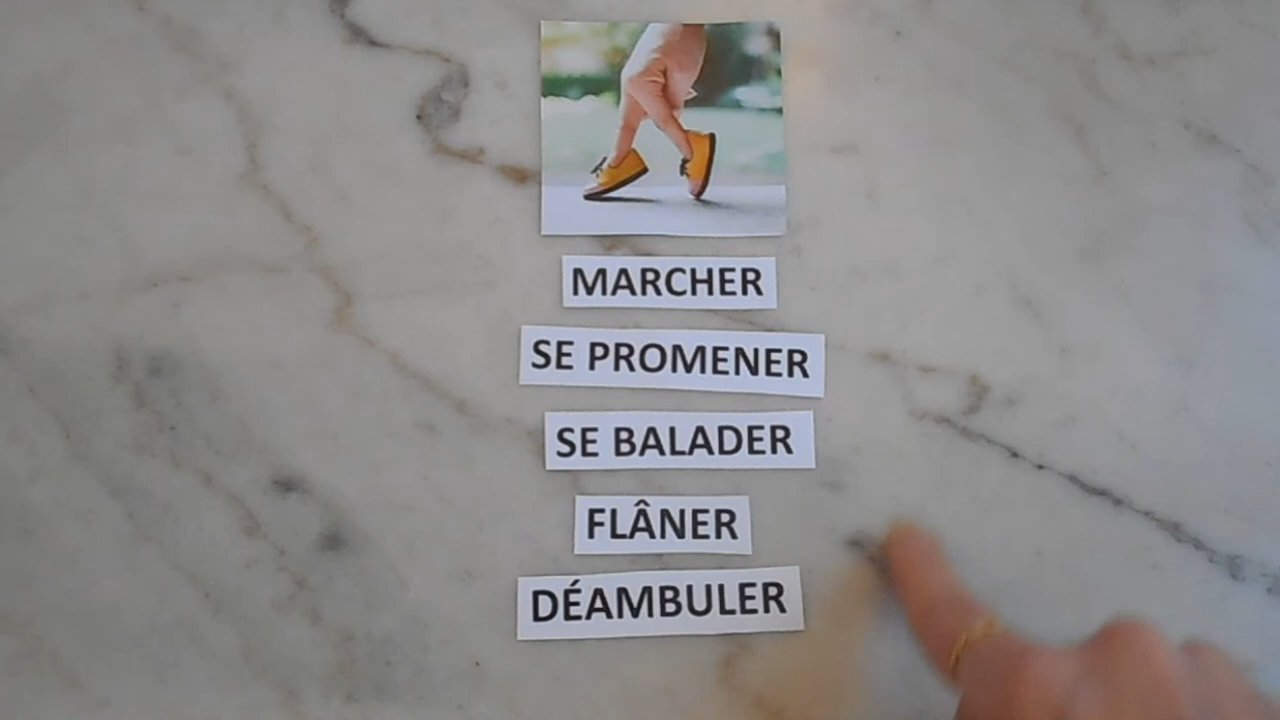 MARCHER
SE PROMENER
SE BALADER
FLÂNER
DÉAMBULER